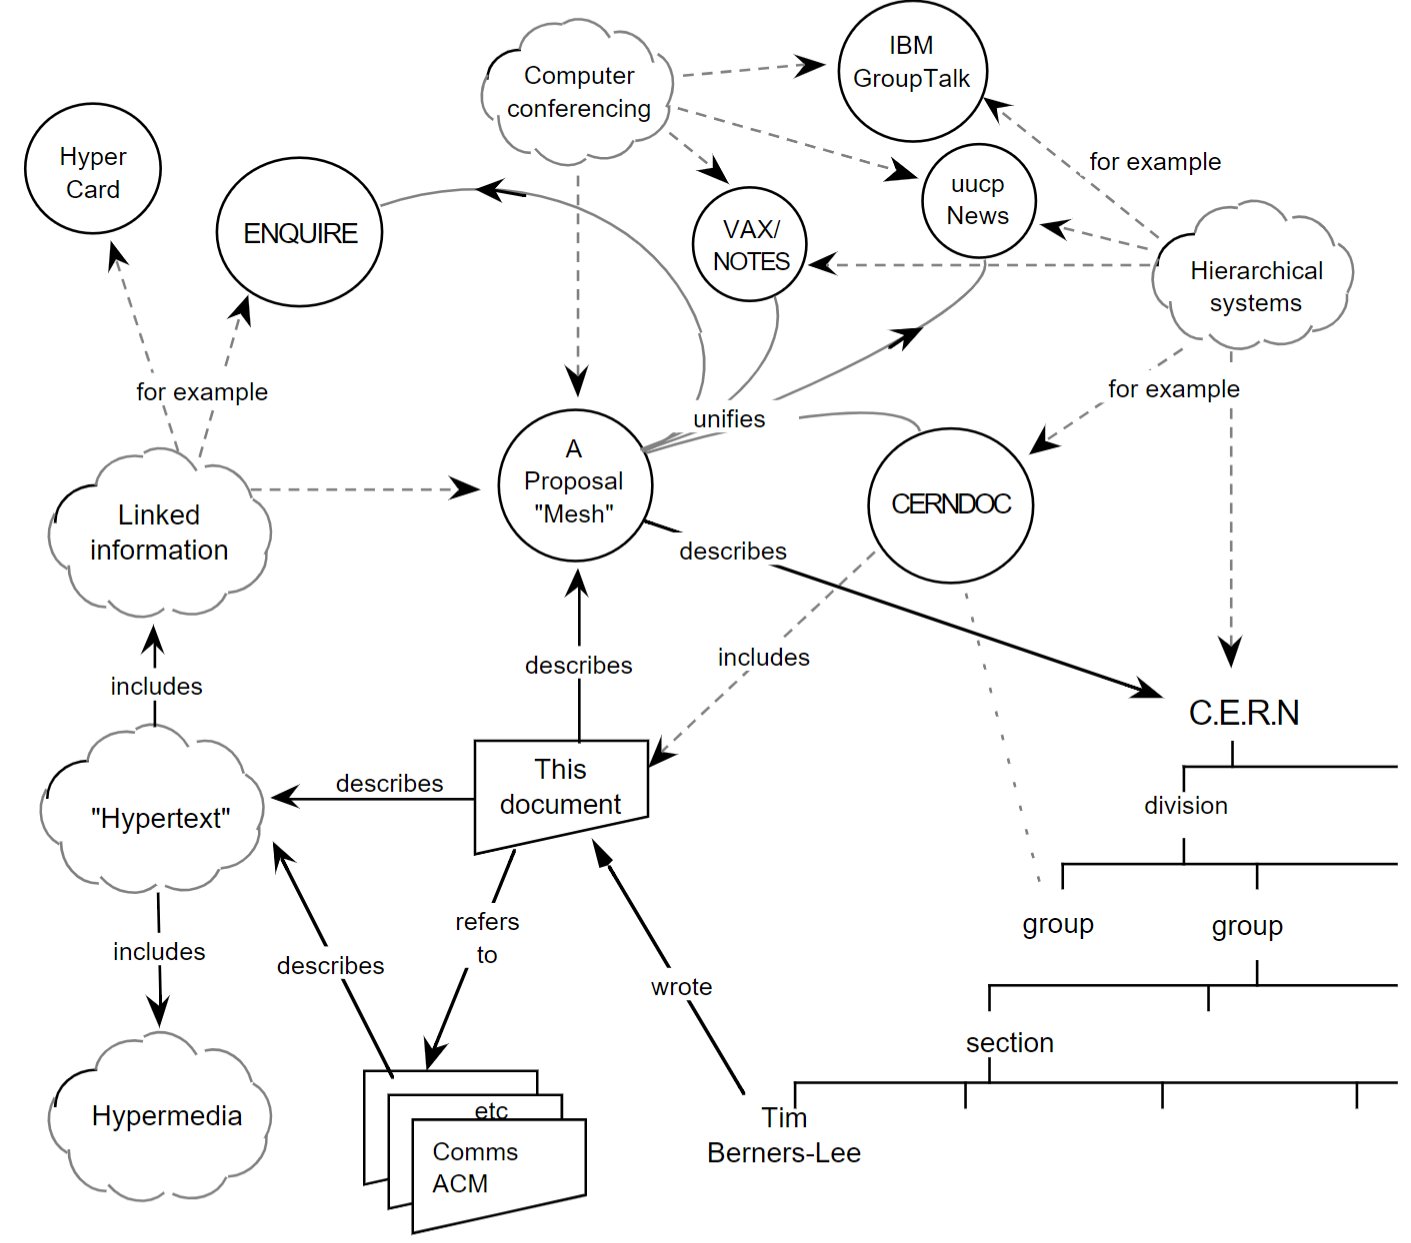 IBM
GroupTalk
Computer
conferencing
Hyper
Card
for example
uucp
News
ENQUIRE
VAX/
NOTES
Hierarchical
systems
for example
for example
unifies
A
Proposal
"Mesh"
CERNDOC
Linked
information
describes
includes
describes
includes
C.E.R.N
This
document
describes
"Hypertext"
division
refers
to
group
group
includes
describes
wrote
section
Hypermedia
etc
Comms
ACM
Tim
Berners-Lee